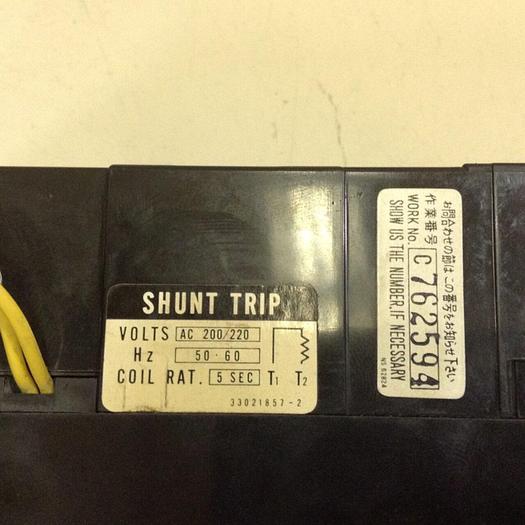 SHUNT TRIP
VOLTS AC 200/220
Hz 50·60
COIL RAT. 5 SEC T1 T2
33021857-2
お問合わせの節は この番号をお知らせ下さい
作業番号
WORK No. C762594
SHOW US THE NUMBER.IF NECESSARY
NS 62824